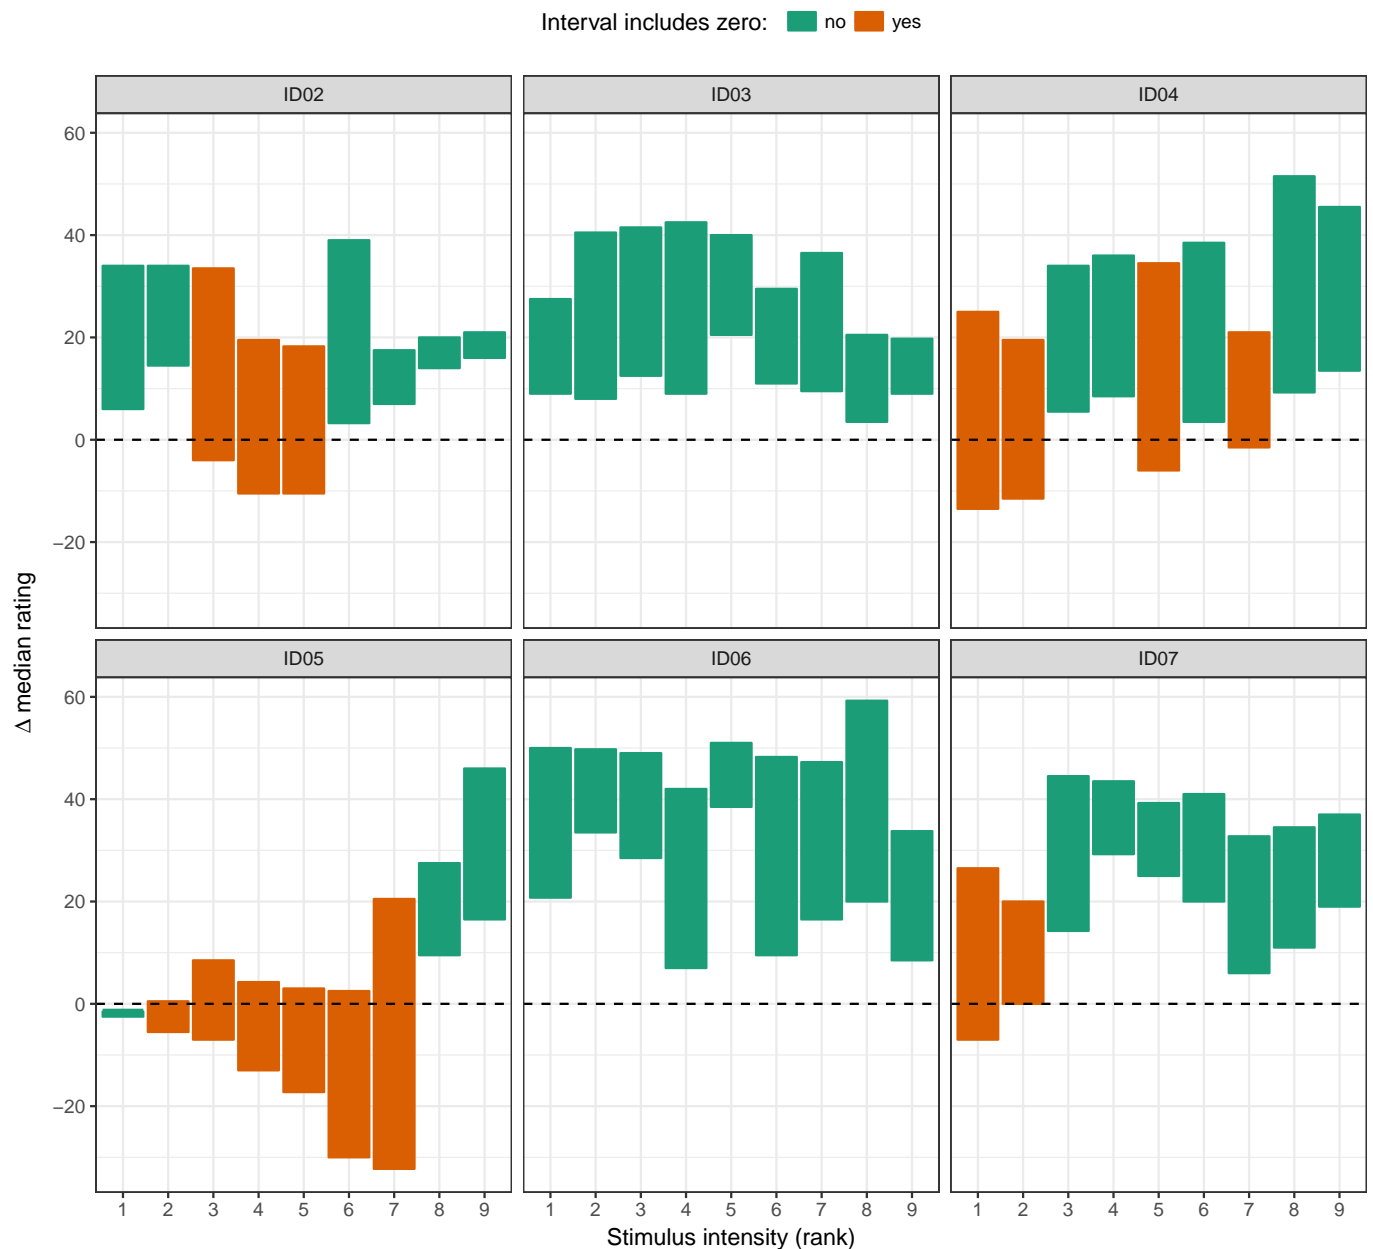 Interval includes zero: no yes
ID02 ID03 ID04
60
40
20
0
−20
ID05 ID06 ID07
60
40
20
0
−20
Δ median rating
1 2 3 4 5 6 7 8 9 1 2 3 4 5 6 7 8 9 1 2 3 4 5 6 7 8 9
Stimulus intensity (rank)